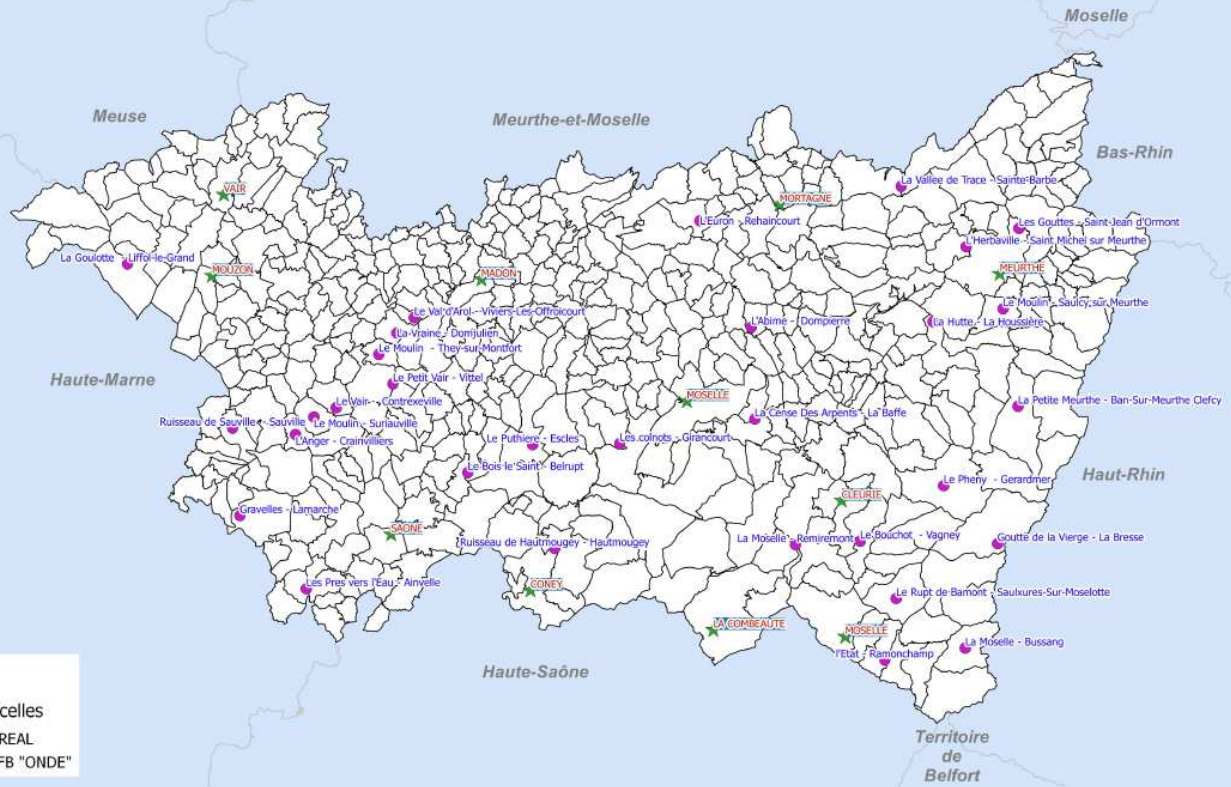 Moselle
Meuse
Meurthe-et-Moselle
Bas-Rhin
La Vallee de Trace - Sainte-Barbe
VAIR
MORTAGNE
L'Euron - Rehaincourt
Les Gouttes - Saint Jean d'Ormont
L'Herbaville - Saint Michel sur Meurthe
La Goulotte - Liffol-le-Grand
MOUZON
MADON
MEURTHE
Le Moulin - Saulcy sur Meurthe
Le Val d'Arol - Viviers-Les-Offroicourt
L'Abime - Dompierre
La Hutte - La Houssière
La Vraine - Domjulien
Le Moulin - They-sur-Montfort
Haute-Marne
Le Petit Vair - Vittel
MOSELLE
Le Vair - Contrexeville
La Petite Meurthe - Ban-Sur-Meurthe Clefcy
La Cense Des Arpents - La Baffe
Ruisseau de Sauville - Sauville
Le Moulin - Suriauville
L'Anger - Crainvilliers
Le Puthiere - Escles
Les colnots - Girancourt
Le Bois le Saint - Belrupt
Haut-Rhin
Le Pheny - Gerardmer
CLEURIE
Gravelles - Lamarche
SAONE
Ruisseau de Hautmougey - Hautmougey
La Moselle - Remiremont
Le Bouchot - Vagney
Goutte de la Vierge - La Bresse
Les Pres vers l'Eau - Ainvelle
CONEY
Le Rupt de Bamont - Saulxures-Sur-Moselotte
LA COMBEAUTE
MOSELLE
La Moselle - Bussang
l'Etat - Ramonchamp
Haute-Saône
celles
REAL
FB "ONDE"
Territoire
de
Belfort